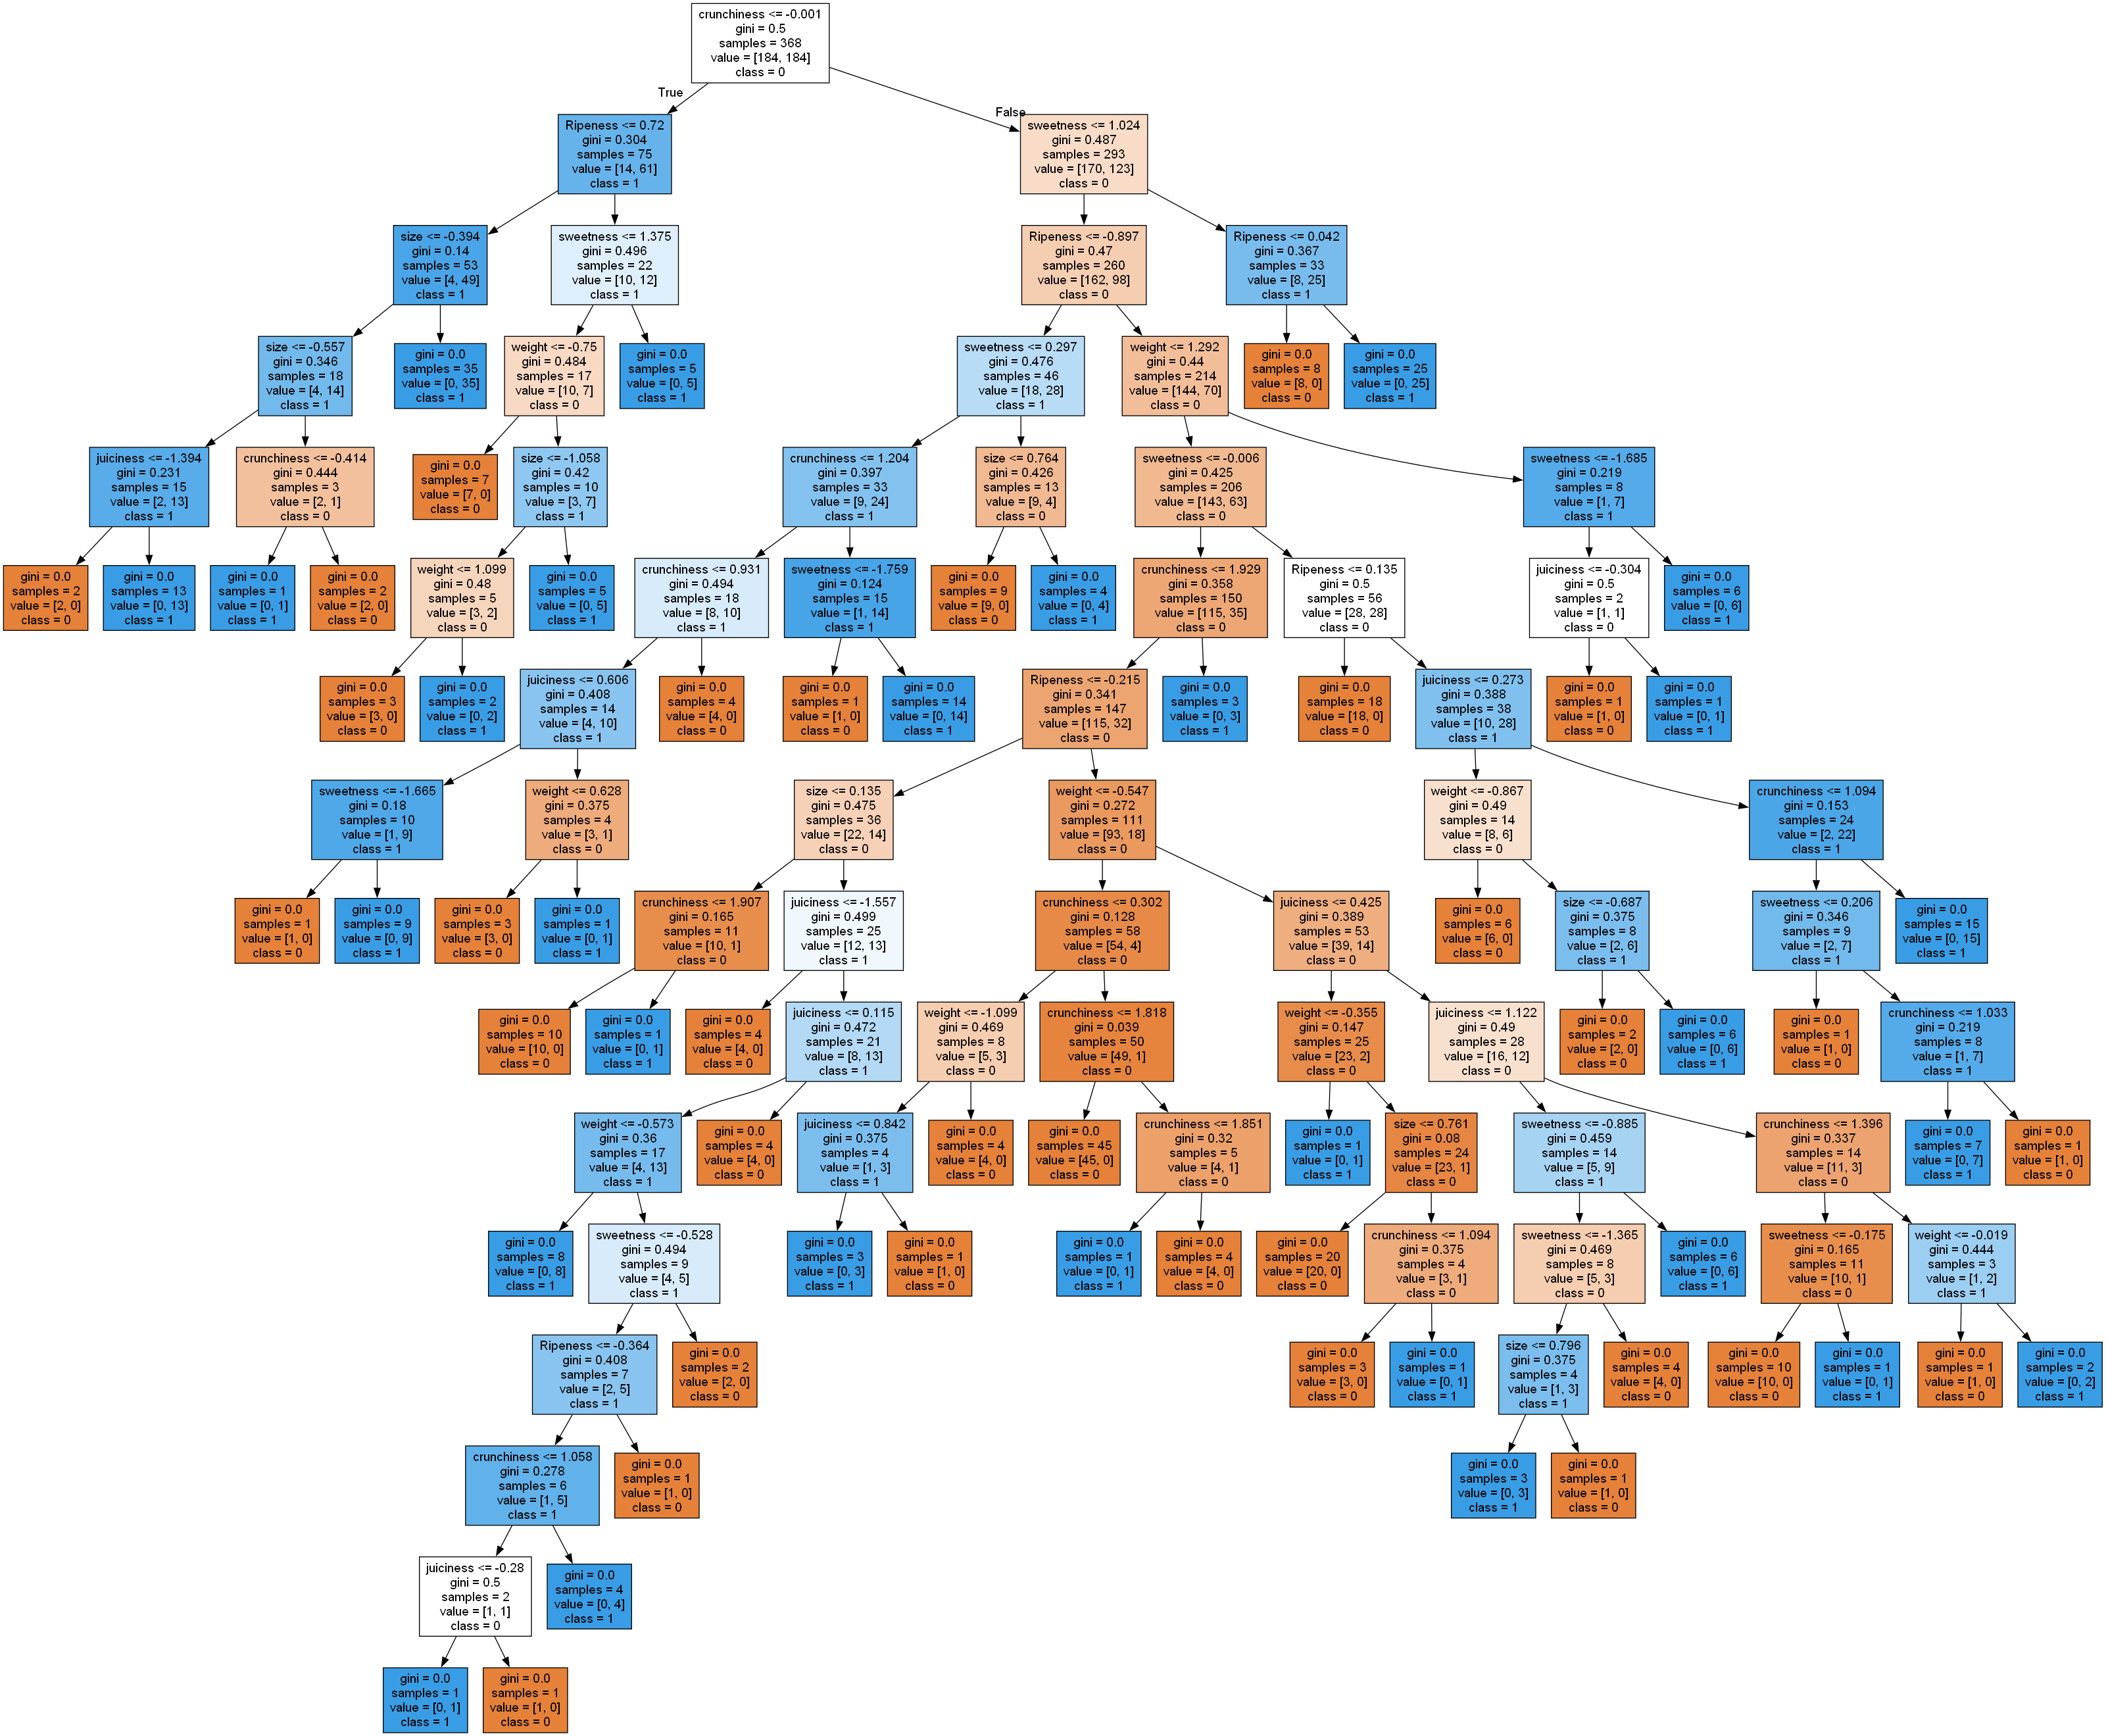 crunchiness <= -0.001
gini = 0.5
samples = 368
value = [184, 184]
class = 0
True
False
Ripeness <= 0.72
gini = 0.304
samples = 75
value = [14, 61]
class = 1
sweetness <= 1.024
gini = 0.487
samples = 293
value = [170, 123]
class = 0
size <= -0.394
gini = 0.14
samples = 53
value = [4, 49]
class = 1
sweetness <= 1.375
gini = 0.496
samples = 22
value = [10, 12]
class = 1
Ripeness <= -0.897
gini = 0.47
samples = 260
value = [162, 98]
class = 0
Ripeness <= 0.042
gini = 0.367
samples = 33
value = [8, 25]
class = 1
size <= -0.557
gini = 0.346
samples = 18
value = [4, 14]
class = 1
gini = 0.0
samples = 35
value = [0, 35]
class = 1
weight <= -0.75
gini = 0.484
samples = 17
value = [10, 7]
class = 0
gini = 0.0
samples = 5
value = [0, 5]
class = 1
sweetness <= 0.297
gini = 0.476
samples = 46
value = [18, 28]
class = 1
weight <= 1.292
gini = 0.44
samples = 214
value = [144, 70]
class = 0
gini = 0.0
samples = 8
value = [8, 0]
class = 0
gini = 0.0
samples = 25
value = [0, 25]
class = 1
juiciness <= -1.394
gini = 0.231
samples = 15
value = [2, 13]
class = 1
crunchiness <= -0.414
gini = 0.444
samples = 3
value = [2, 1]
class = 0
gini = 0.0
samples = 7
value = [7, 0]
class = 0
size <= -1.058
gini = 0.42
samples = 10
value = [3, 7]
class = 1
crunchiness <= 1.204
gini = 0.397
samples = 33
value = [9, 24]
class = 1
size <= 0.764
gini = 0.426
samples = 13
value = [9, 4]
class = 0
sweetness <= -0.006
gini = 0.425
samples = 206
value = [143, 63]
class = 0
sweetness <= -1.685
gini = 0.219
samples = 8
value = [1, 7]
class = 1
gini = 0.0
samples = 2
value = [2, 0]
class = 0
gini = 0.0
samples = 13
value = [0, 13]
class = 1
gini = 0.0
samples = 1
value = [0, 1]
class = 1
gini = 0.0
samples = 2
value = [2, 0]
class = 0
weight <= 1.099
gini = 0.48
samples = 5
value = [3, 2]
class = 0
gini = 0.0
samples = 5
value = [0, 5]
class = 1
crunchiness <= 0.931
gini = 0.494
samples = 18
value = [8, 10]
class = 1
sweetness <= -1.759
gini = 0.124
samples = 15
value = [1, 14]
class = 1
gini = 0.0
samples = 9
value = [9, 0]
class = 0
gini = 0.0
samples = 4
value = [0, 4]
class = 1
crunchiness <= 1.929
gini = 0.358
samples = 150
value = [115, 35]
class = 0
Ripeness <= 0.135
gini = 0.5
samples = 56
value = [28, 28]
class = 0
juiciness <= -0.304
gini = 0.5
samples = 2
value = [1, 1]
class = 0
gini = 0.0
samples = 6
value = [0, 6]
class = 1
gini = 0.0
samples = 3
value = [3, 0]
class = 0
gini = 0.0
samples = 2
value = [0, 2]
class = 1
juiciness <= 0.606
gini = 0.408
samples = 14
value = [4, 10]
class = 1
gini = 0.0
samples = 4
value = [4, 0]
class = 0
gini = 0.0
samples = 1
value = [1, 0]
class = 0
gini = 0.0
samples = 14
value = [0, 14]
class = 1
Ripeness <= -0.215
gini = 0.341
samples = 147
value = [115, 32]
class = 0
gini = 0.0
samples = 3
value = [0, 3]
class = 1
gini = 0.0
samples = 18
value = [18, 0]
class = 0
juiciness <= 0.273
gini = 0.388
samples = 38
value = [10, 28]
class = 1
gini = 0.0
samples = 1
value = [1, 0]
class = 0
gini = 0.0
samples = 1
value = [0, 1]
class = 1
sweetness <= -1.665
gini = 0.18
samples = 10
value = [1, 9]
class = 1
weight <= 0.628
gini = 0.375
samples = 4
value = [3, 1]
class = 0
size <= 0.135
gini = 0.475
samples = 36
value = [22, 14]
class = 0
weight <= -0.547
gini = 0.272
samples = 111
value = [93, 18]
class = 0
weight <= -0.867
gini = 0.49
samples = 14
value = [8, 6]
class = 0
crunchiness <= 1.094
gini = 0.153
samples = 24
value = [2, 22]
class = 1
gini = 0.0
samples = 1
value = [1, 0]
class = 0
gini = 0.0
samples = 9
value = [0, 9]
class = 1
gini = 0.0
samples = 3
value = [3, 0]
class = 0
gini = 0.0
samples = 1
value = [0, 1]
class = 1
crunchiness <= 1.907
gini = 0.165
samples = 11
value = [10, 1]
class = 0
juiciness <= -1.557
gini = 0.499
samples = 25
value = [12, 13]
class = 1
crunchiness <= 0.302
gini = 0.128
samples = 58
value = [54, 4]
class = 0
juiciness <= 0.425
gini = 0.389
samples = 53
value = [39, 14]
class = 0
gini = 0.0
samples = 6
value = [6, 0]
class = 0
size <= -0.687
gini = 0.375
samples = 8
value = [2, 6]
class = 1
sweetness <= 0.206
gini = 0.346
samples = 9
value = [2, 7]
class = 1
gini = 0.0
samples = 15
value = [0, 15]
class = 1
gini = 0.0
samples = 10
value = [10, 0]
class = 0
gini = 0.0
samples = 1
value = [0, 1]
class = 1
gini = 0.0
samples = 4
value = [4, 0]
class = 0
juiciness <= 0.115
gini = 0.472
samples = 21
value = [8, 13]
class = 1
weight <= -1.099
gini = 0.469
samples = 8
value = [5, 3]
class = 0
crunchiness <= 1.818
gini = 0.039
samples = 50
value = [49, 1]
class = 0
weight <= -0.355
gini = 0.147
samples = 25
value = [23, 2]
class = 0
juiciness <= 1.122
gini = 0.49
samples = 28
value = [16, 12]
class = 0
gini = 0.0
samples = 2
value = [2, 0]
class = 0
gini = 0.0
samples = 6
value = [0, 6]
class = 1
gini = 0.0
samples = 1
value = [1, 0]
class = 0
crunchiness <= 1.033
gini = 0.219
samples = 8
value = [1, 7]
class = 1
weight <= -0.573
gini = 0.36
samples = 17
value = [4, 13]
class = 1
gini = 0.0
samples = 4
value = [4, 0]
class = 0
juiciness <= 0.842
gini = 0.375
samples = 4
value = [1, 3]
class = 1
gini = 0.0
samples = 4
value = [4, 0]
class = 0
gini = 0.0
samples = 45
value = [45, 0]
class = 0
crunchiness <= 1.851
gini = 0.32
samples = 5
value = [4, 1]
class = 0
gini = 0.0
samples = 1
value = [0, 1]
class = 1
size <= 0.761
gini = 0.08
samples = 24
value = [23, 1]
class = 0
sweetness <= -0.885
gini = 0.459
samples = 14
value = [5, 9]
class = 1
crunchiness <= 1.396
gini = 0.337
samples = 14
value = [11, 3]
class = 0
gini = 0.0
samples = 7
value = [0, 7]
class = 1
gini = 0.0
samples = 1
value = [1, 0]
class = 0
gini = 0.0
samples = 8
value = [0, 8]
class = 1
sweetness <= -0.528
gini = 0.494
samples = 9
value = [4, 5]
class = 1
gini = 0.0
samples = 3
value = [0, 3]
class = 1
gini = 0.0
samples = 1
value = [1, 0]
class = 0
gini = 0.0
samples = 1
value = [0, 1]
class = 1
gini = 0.0
samples = 4
value = [4, 0]
class = 0
gini = 0.0
samples = 20
value = [20, 0]
class = 0
crunchiness <= 1.094
gini = 0.375
samples = 4
value = [3, 1]
class = 0
sweetness <= -1.365
gini = 0.469
samples = 8
value = [5, 3]
class = 0
gini = 0.0
samples = 6
value = [0, 6]
class = 1
sweetness <= -0.175
gini = 0.165
samples = 11
value = [10, 1]
class = 0
weight <= -0.019
gini = 0.444
samples = 3
value = [1, 2]
class = 1
Ripeness <= -0.364
gini = 0.408
samples = 7
value = [2, 5]
class = 1
gini = 0.0
samples = 2
value = [2, 0]
class = 0
gini = 0.0
samples = 3
value = [3, 0]
class = 0
gini = 0.0
samples = 1
value = [0, 1]
class = 1
size <= 0.796
gini = 0.375
samples = 4
value = [1, 3]
class = 1
gini = 0.0
samples = 4
value = [4, 0]
class = 0
gini = 0.0
samples = 10
value = [10, 0]
class = 0
gini = 0.0
samples = 1
value = [0, 1]
class = 1
gini = 0.0
samples = 1
value = [1, 0]
class = 0
gini = 0.0
samples = 2
value = [0, 2]
class = 1
crunchiness <= 1.058
gini = 0.278
samples = 6
value = [1, 5]
class = 1
gini = 0.0
samples = 1
value = [1, 0]
class = 0
gini = 0.0
samples = 3
value = [0, 3]
class = 1
gini = 0.0
samples = 1
value = [1, 0]
class = 0
juiciness <= -0.28
gini = 0.5
samples = 2
value = [1, 1]
class = 0
gini = 0.0
samples = 4
value = [0, 4]
class = 1
gini = 0.0
samples = 1
value = [0, 1]
class = 1
gini = 0.0
samples = 1
value = [1, 0]
class = 0